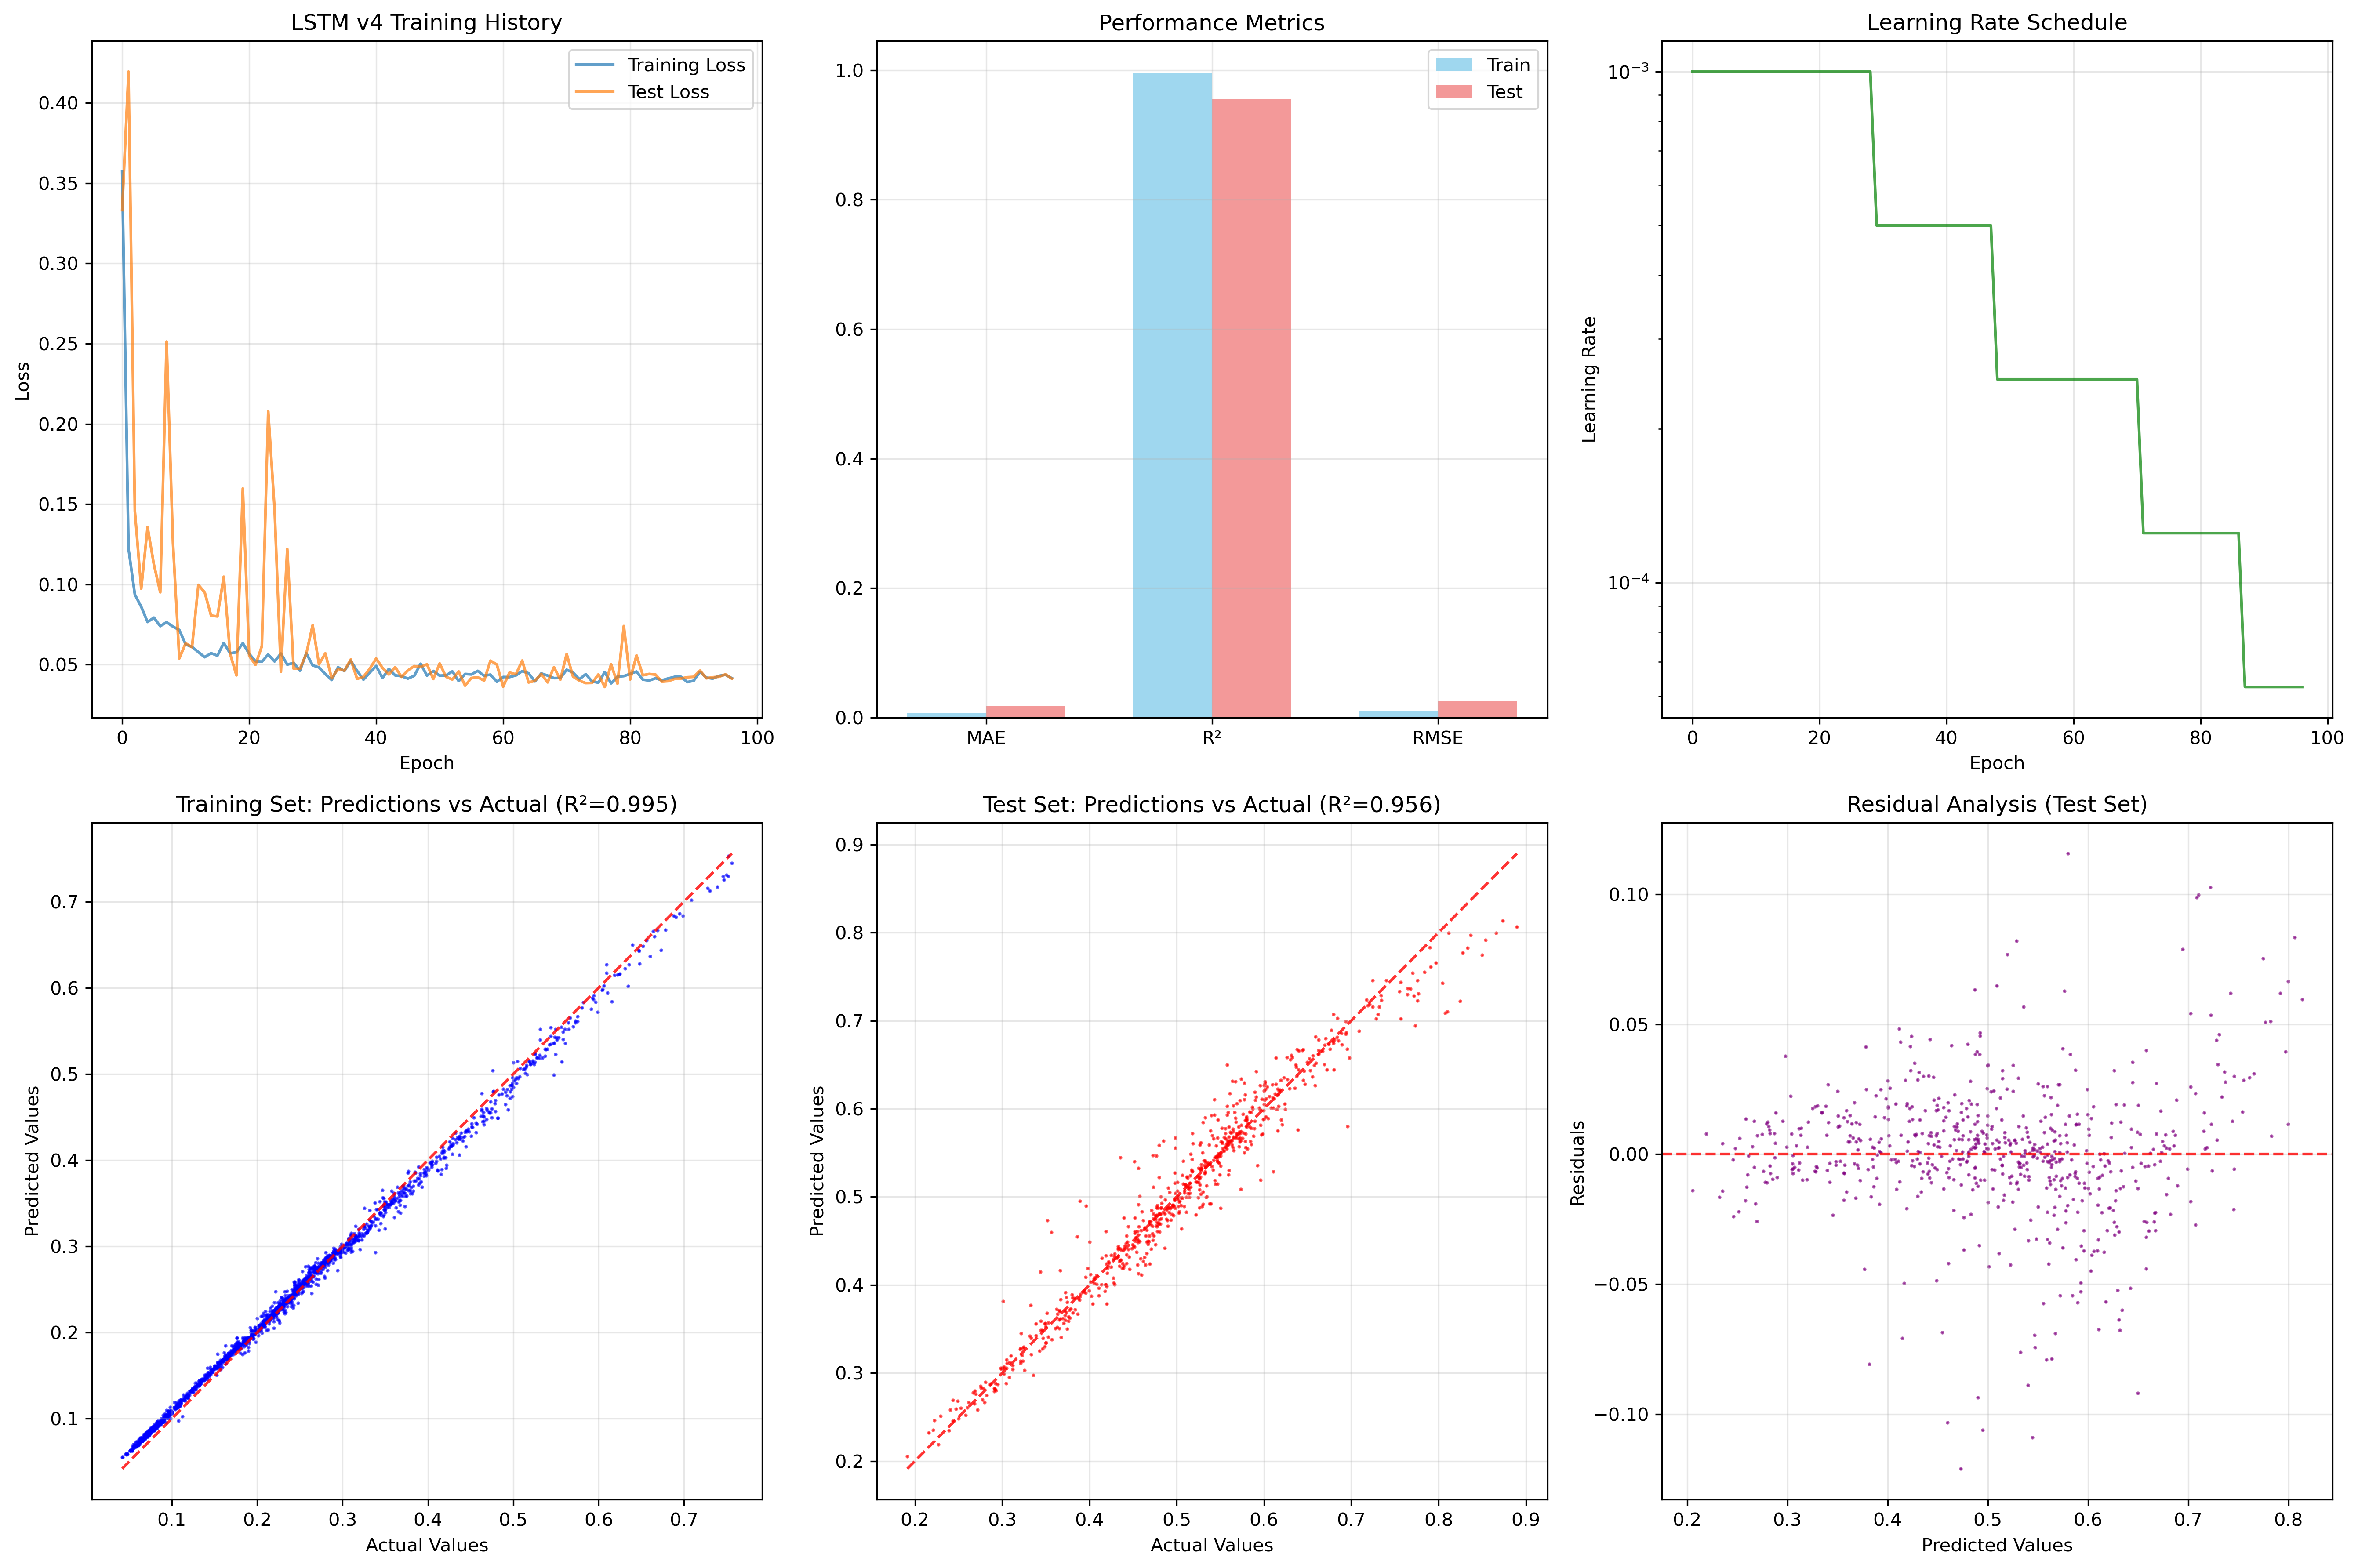 LSTM v4 Training History
Training Loss
Test Loss
0.40
0.35
0.30
0.25
0.20
0.15
0.10
0.05
Loss
0 20 40 60 80 100
Epoch
Performance Metrics
Train
Test
1.0
0.8
0.6
0.4
0.2
0.0
MAE R² RMSE
Learning Rate Schedule
10⁻³
10⁻⁴
Learning Rate
0 20 40 60 80 100
Epoch
Training Set: Predictions vs Actual (R²=0.995)
0.7
0.6
0.5
0.4
0.3
0.2
0.1
Predicted Values
0.1 0.2 0.3 0.4 0.5 0.6 0.7
Actual Values
Test Set: Predictions vs Actual (R²=0.956)
0.9
0.8
0.7
0.6
0.5
0.4
0.3
0.2
Predicted Values
0.2 0.3 0.4 0.5 0.6 0.7 0.8 0.9
Actual Values
Residual Analysis (Test Set)
0.10
0.05
0.00
−0.05
−0.10
Residuals
0.2 0.3 0.4 0.5 0.6 0.7 0.8
Predicted Values